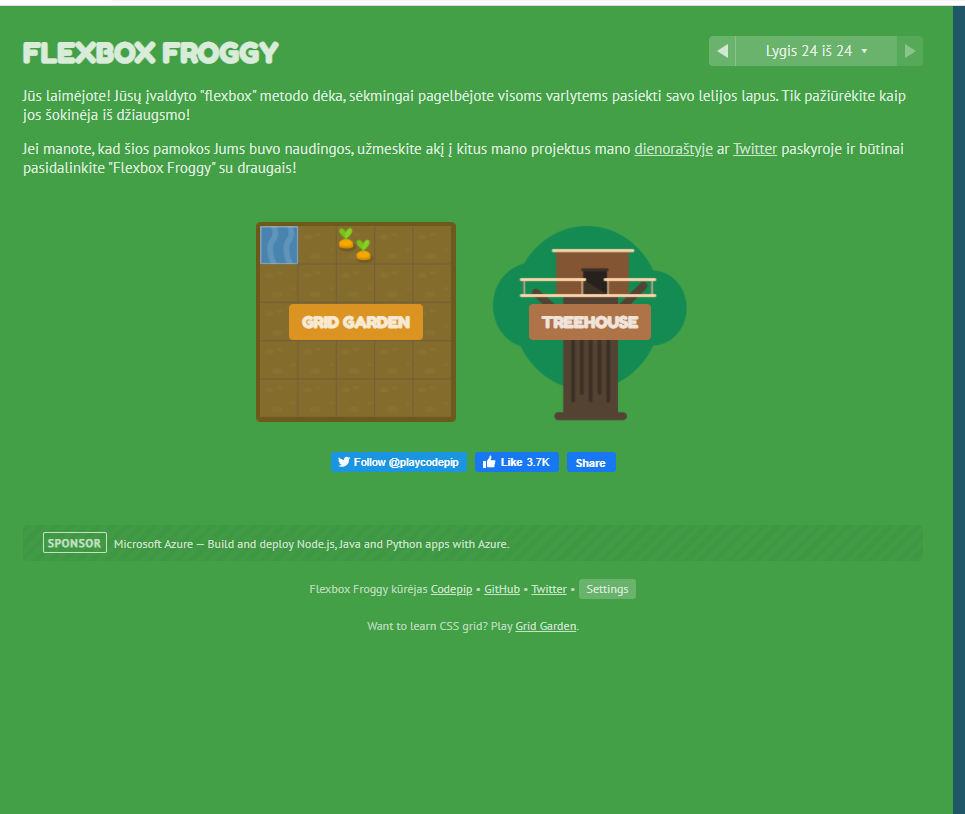 FLEXBOX FROGGY
Lygis 24 iš 24
Jūs laimėjote! Jūsų įvaldyto "flexbox" metodo dėka, sėkmingai pagelbėjote visoms varlytems pasiekti savo lelijos lapus. Tik pažiūrėkite kaip
jos šokinėja iš džiaugsmo!
Jei manote, kad šios pamokos Jums buvo naudingos, užmeskite akį į kitus mano projektus mano dienoraštyje ar Twitter paskyroje ir būtinai
pasidalinkite "Flexbox Froggy" su draugais!
GRID GARDEN
TREEHOUSE
Follow @playcodepip
Like 3.7K
Share
SPONSOR Microsoft Azure — Build and deploy Node.js, Java and Python apps with Azure.
Flexbox Froggy kūrėjas Codepip • GitHub • Twitter • Settings
Want to learn CSS grid? Play Grid Garden.